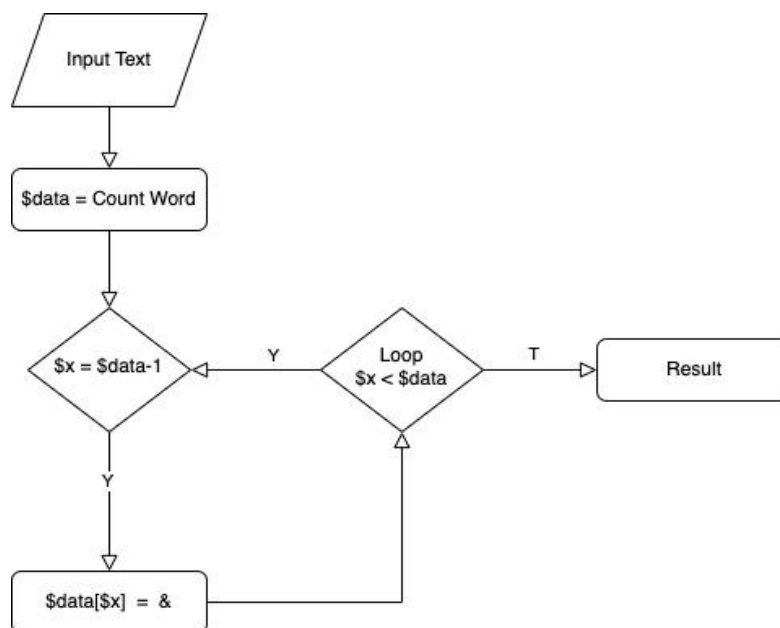 Input Text
$data = Count Word
$x = $data-1
Y
Loop
$x < $data
T
Result
Y
$data[$x] = &